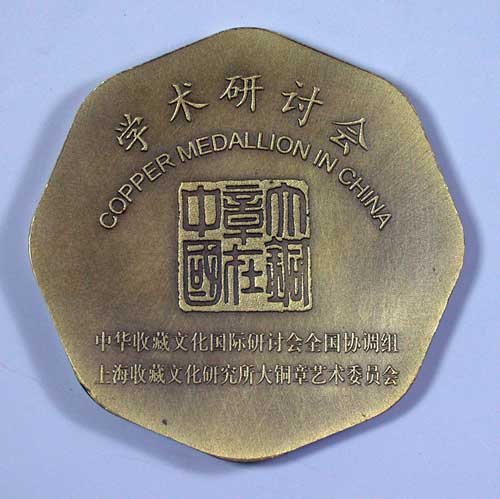 学术研讨会
COPPER MEDALLION IN CHINA
大銅
章在
中國
中华收藏文化国际研讨会全国协调组
上海收藏文化研究所大铜章艺术委员会